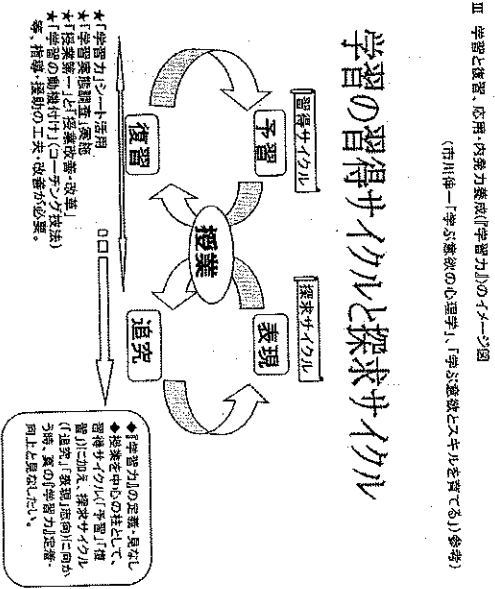 Ⅲ 学習と復習、応用・内発力養成(『学習力』)のイメージ図
(市川伸一「学ぶ意欲の心理学」、「学ぶ意欲とスキルを育てる」参考)
学習の習得サイクルと探求サイクル
習得サイクル
探求サイクル
予習
表現
授業
復習
追究
★「学習力」シート活用
★「学習実態調査」実施
★「授業第一」と「授業改善・改革」
★「学習の動機付け」(コーチング技法)
等、指導・援助の工夫・改善が必要。
◆『学習力』の定義・見なし
◆授業を中心の柱として、
習得サイクル(「予習」「復
習」)に加え、探求サイクル
(「追究」「表現」志向)に向か
う時、真の『学習力』定着・
向上と見なしたい。